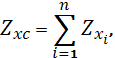 Z_{xc} = \sum_{i=1}^{n} Z_{x_i},